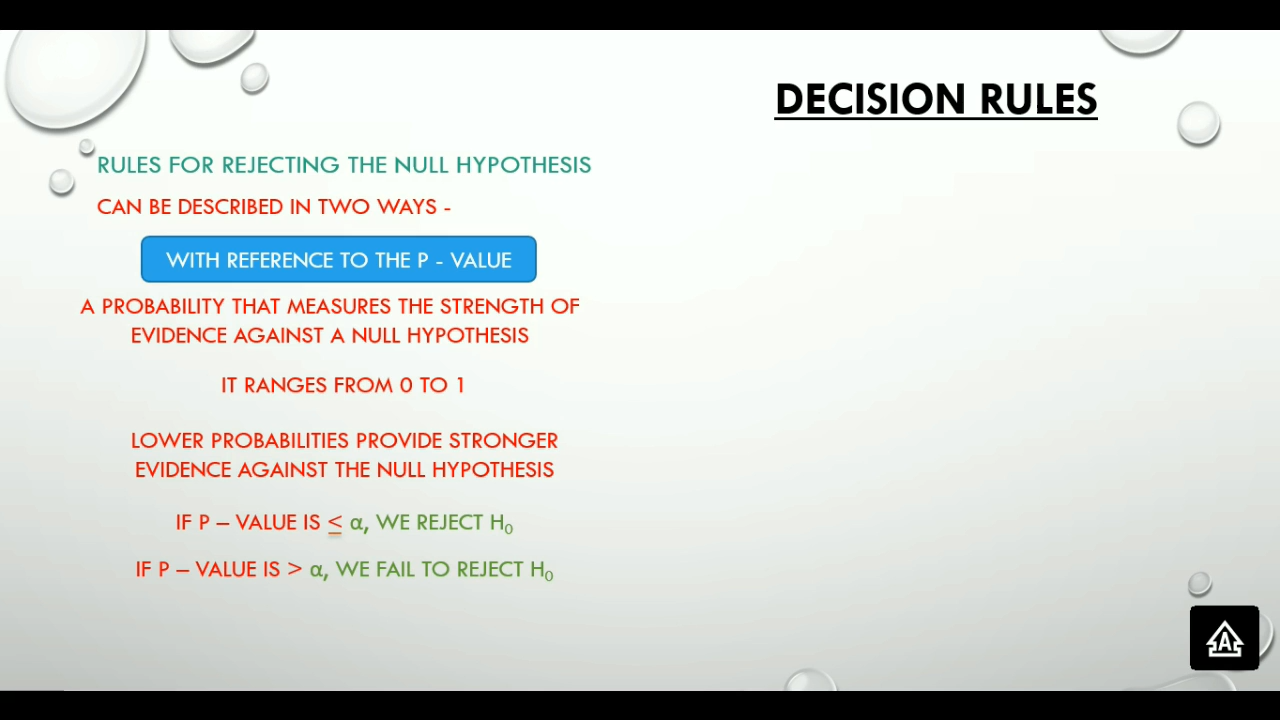 DECISION RULES
RULES FOR REJECTING THE NULL HYPOTHESIS
CAN BE DESCRIBED IN TWO WAYS -
WITH REFERENCE TO THE P - VALUE
A PROBABILITY THAT MEASURES THE STRENGTH OF
EVIDENCE AGAINST A NULL HYPOTHESIS
IT RANGES FROM 0 TO 1
LOWER PROBABILITIES PROVIDE STRONGER
EVIDENCE AGAINST THE NULL HYPOTHESIS
IF P – VALUE IS ≤ α, WE REJECT H₀
IF P – VALUE IS > α, WE FAIL TO REJECT H₀
A